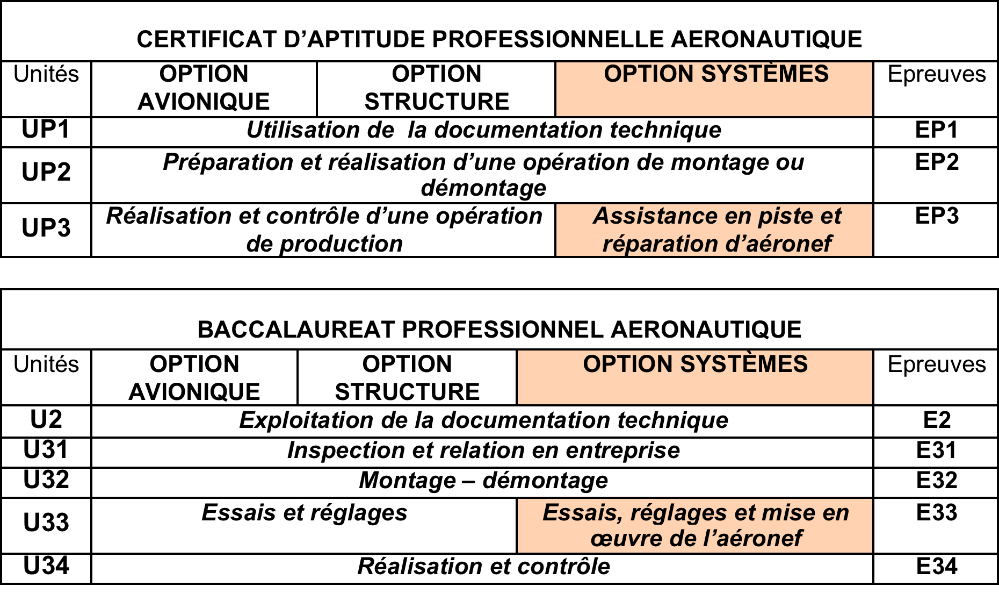 CERTIFICAT D’APTITUDE PROFESSIONNELLE AERONAUTIQUE
Unités
OPTION
AVIONIQUE
OPTION
STRUCTURE
OPTION SYSTÈMES
Epreuves
UP1
Utilisation de  la documentation technique
EP1
UP2
Préparation et réalisation d’une opération de montage ou
démontage
EP2
UP3
Réalisation et contrôle d’une opération
de production
Assistance en piste et
réparation d’aéronef
EP3
BACCALAUREAT PROFESSIONNEL AERONAUTIQUE
Unités
OPTION
AVIONIQUE
OPTION
STRUCTURE
OPTION SYSTÈMES
Epreuves
U2
Exploitation de la documentation technique
E2
U31
Inspection et relation en entreprise
E31
U32
Montage – démontage
E32
U33
Essais et réglages
Essais, réglages et mise en
œuvre de l’aéronef
E33
U34
Réalisation et contrôle
E34